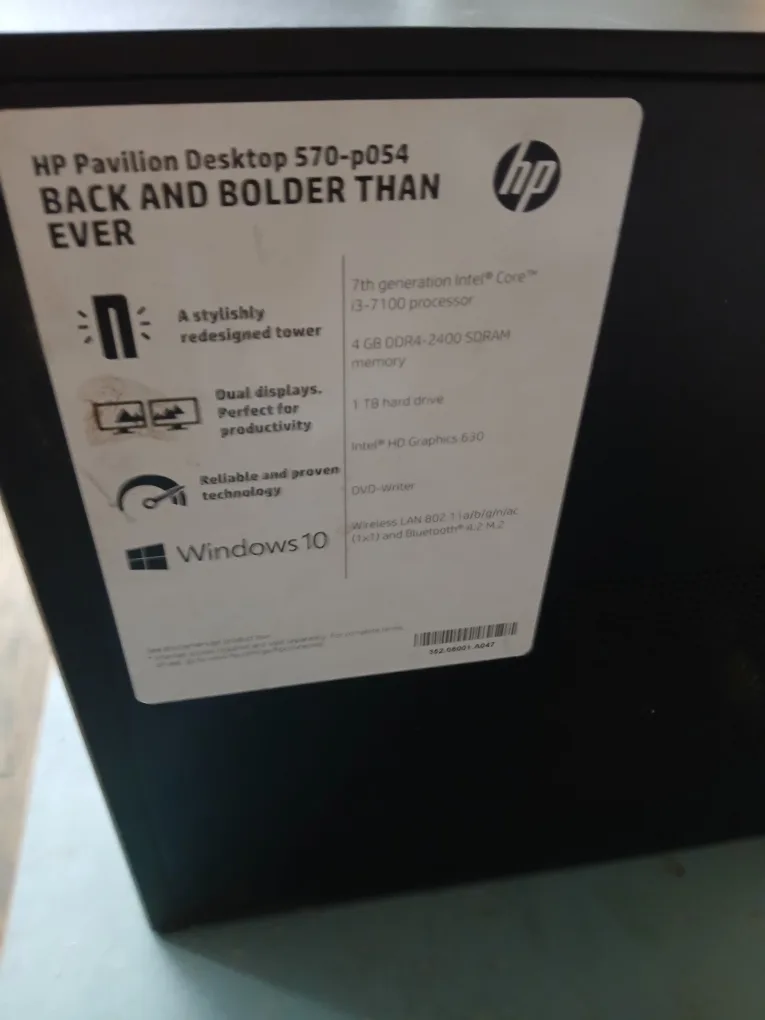 HP Pavilion Desktop 570-p054
BACK AND BOLDER THAN
EVER
hp
A stylishly
redesigned tower
Dual displays.
Perfect for
productivity
Reliable and proven
technology
Windows 10
7th generation Intel® Core™
i3-7100 processor
4 GB DDR4-2400 SDRAM
memory
1 TB hard drive
Intel® HD Graphics 630
DVD-Writer
Wireless LAN 802.11a/b/g/n/ac
(1x1) and Bluetooth® 4.2 M.2